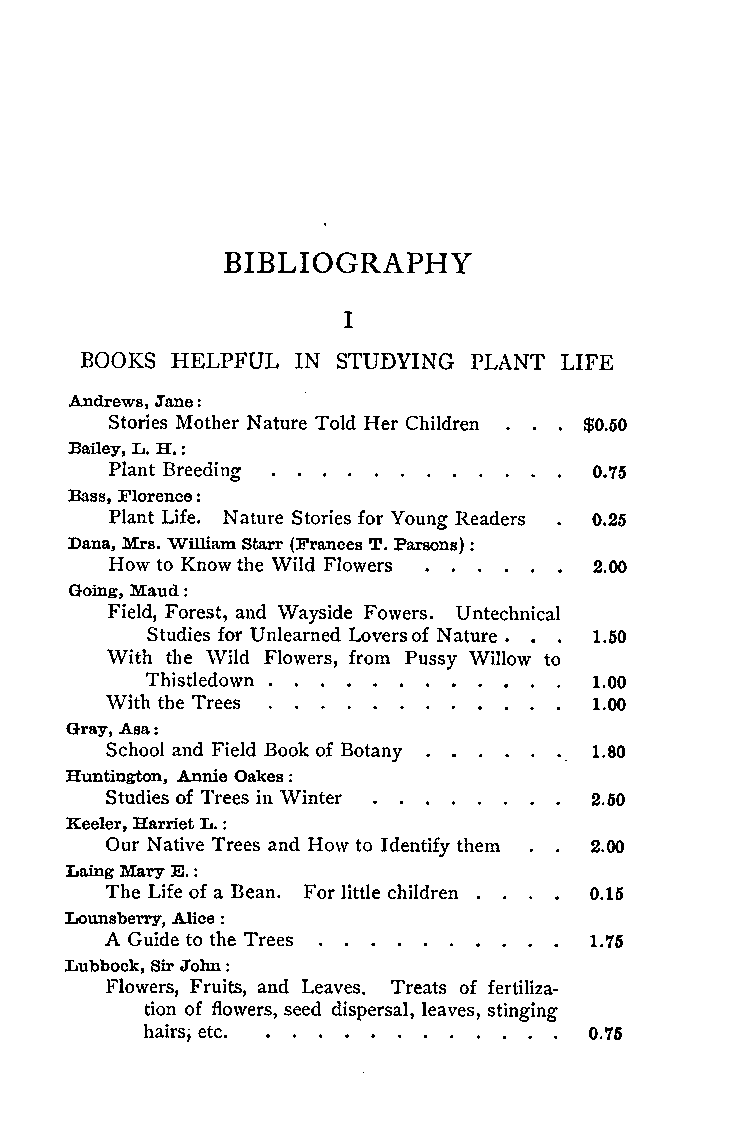 BIBLIOGRAPHY
I
BOOKS HELPFUL IN STUDYING PLANT LIFE
Andrews, Jane:
Stories Mother Nature Told Her Children . . . $0.50
Bailey, L. H.:
Plant Breeding . . . . . . . . . . . . 0.75
Bass, Florence:
Plant Life. Nature Stories for Young Readers . 0.25
Dana, Mrs. William Starr (Frances T. Parsons):
How to Know the Wild Flowers . . . . . . 2.00
Going, Maud:
Field, Forest, and Wayside Fowers. Untechnical
Studies for Unlearned Lovers of Nature . . . 1.50
With the Wild Flowers, from Pussy Willow to
Thistledown . . . . . . . . . . . . 1.00
With the Trees . . . . . . . . . . . . 1.00
Gray, Asa:
School and Field Book of Botany . . . . . . 1.80
Huntington, Annie Oakes:
Studies of Trees in Winter . . . . . . . . 2.50
Keeler, Harriet L.:
Our Native Trees and How to Identify them . . 2.00
Laing Mary E.:
The Life of a Bean. For little children . . . . 0.15
Lounsberry, Alice:
A Guide to the Trees . . . . . . . . . . 1.75
Lubbock, Sir John:
Flowers, Fruits, and Leaves. Treats of fertiliza-
tion of flowers, seed dispersal, leaves, stinging
hairs, etc. . . . . . . . . . . . . 0.75